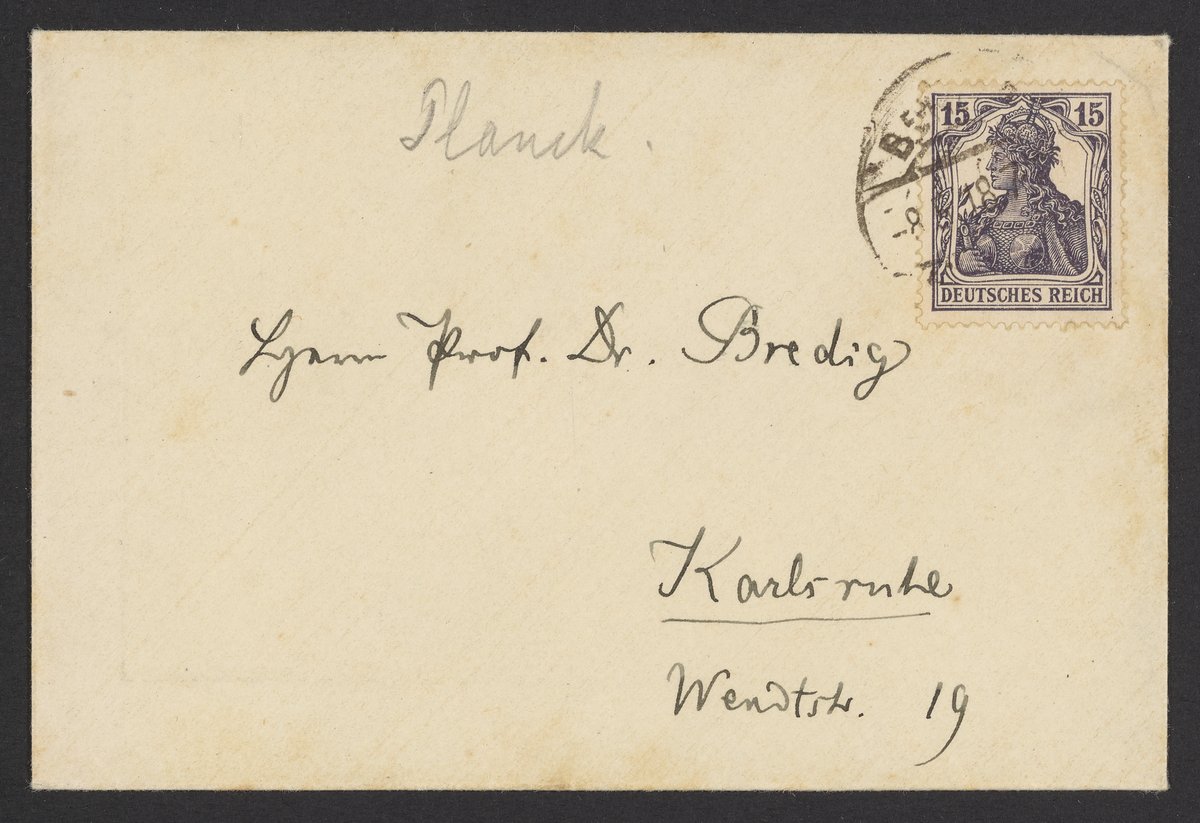 Planck.
15 15
DEUTSCHES REICH
Herrn Prof. Dr. Bredig
Karlsruhe
Wendtstr. 19